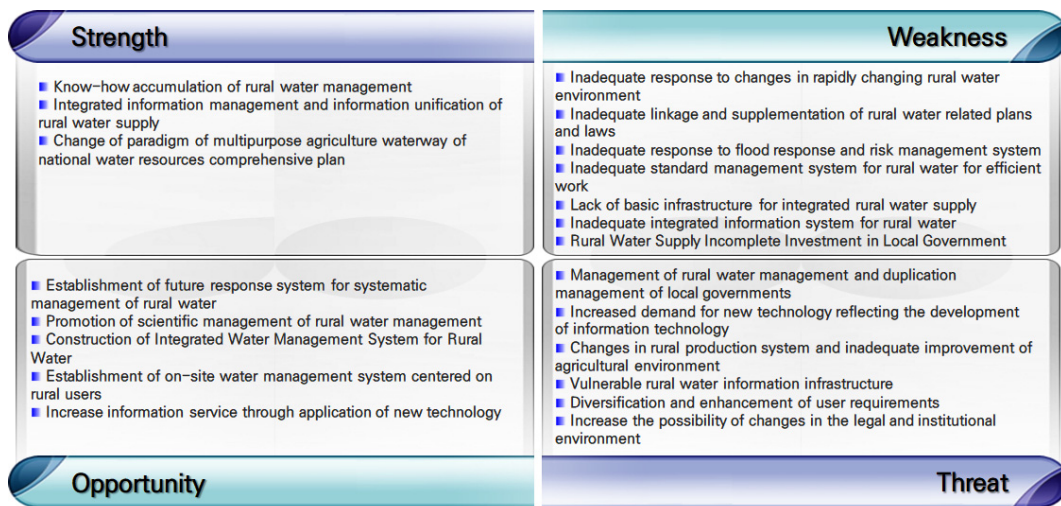 Strength
Know-how accumulation of rural water management
Integrated information management and information unification of
rural water supply
Change of paradigm of multipurpose agriculture waterway of
national water resources comprehensive plan
Weakness
Inadequate response to changes in rapidly changing rural water
environment
Inadequate linkage and supplementation of rural water related plans
and laws
Inadequate response to flood response and risk management system
Inadequate standard management system for rural water for efficient
work
Lack of basic infrastructure for integrated rural water supply
Inadequate integrated information system for rural water
Rural Water Supply Incomplete Investment in Local Government
Establishment of future response system for systematic
management of rural water
Promotion of scientific management of rural water management
Construction of Integrated Water Management System for Rural
Water
Establishment of on-site water management system centered on
rural users
Increase information service through application of new technology
Opportunity
Management of rural water management and duplication
management of local governments
Increased demand for new technology reflecting the development
of information technology
Changes in rural production system and inadequate improvement of
agricultural environment
Vulnerable rural water information infrastructure
Diversification and enhancement of user requirements
Increase the possibility of changes in the legal and institutional
environment
Threat